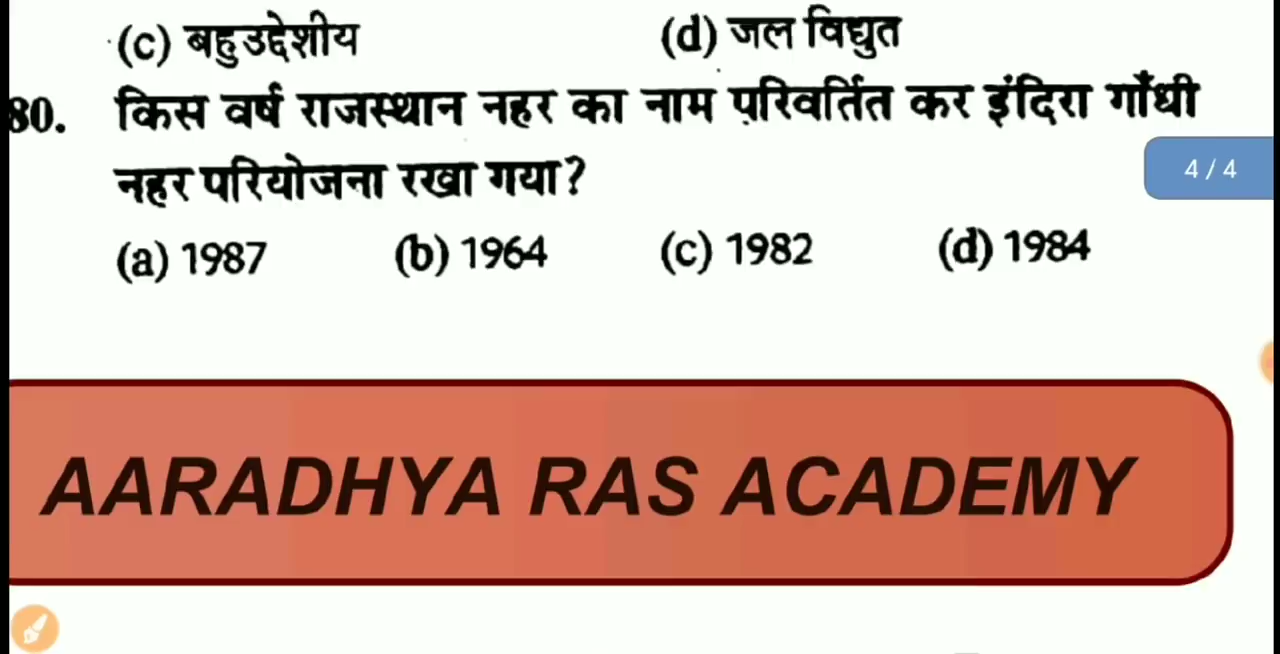 (c) बहुउद्देशीय (d) जल विद्युत
80. किस वर्ष राजस्थान नहर का नाम परिवर्तित कर इंदिरा गाँधी
नहर परियोजना रखा गया?
4 / 4
(a) 1987 (b) 1964 (c) 1982 (d) 1984
AARADHYA RAS ACADEMY